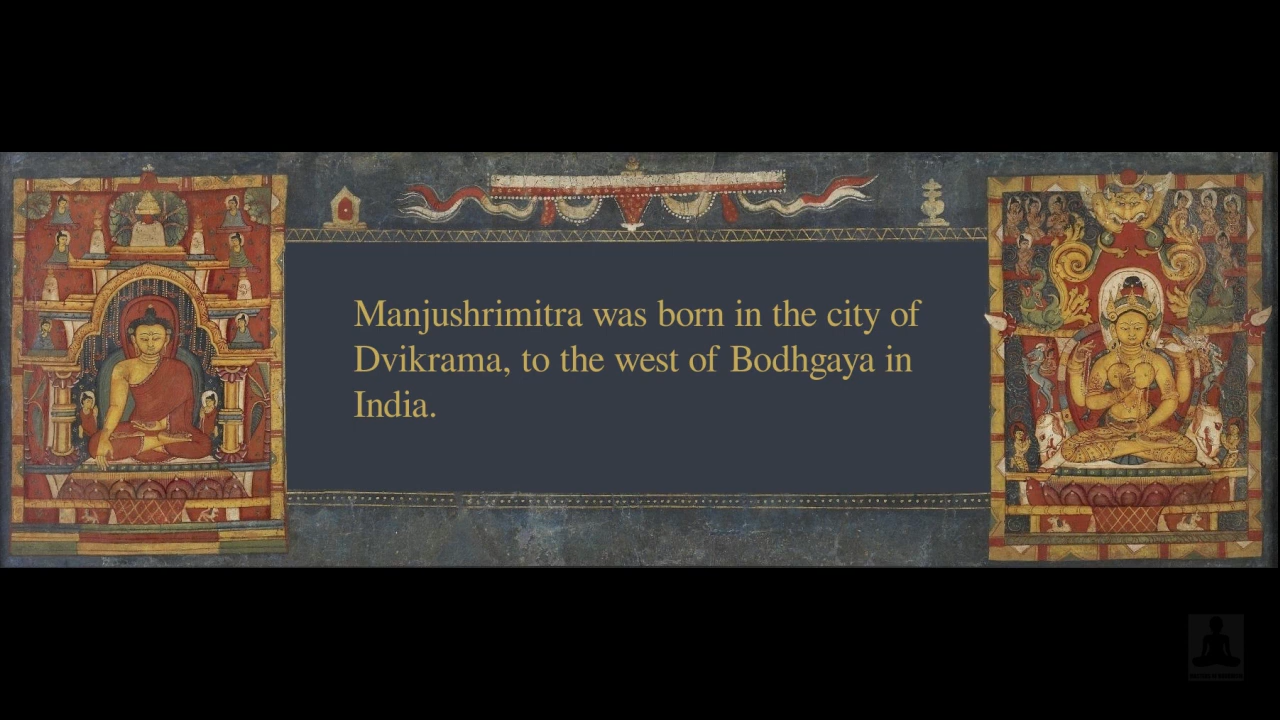 Manjushrimitra was born in the city of
Dvikrama, to the west of Bodhgaya in
India.